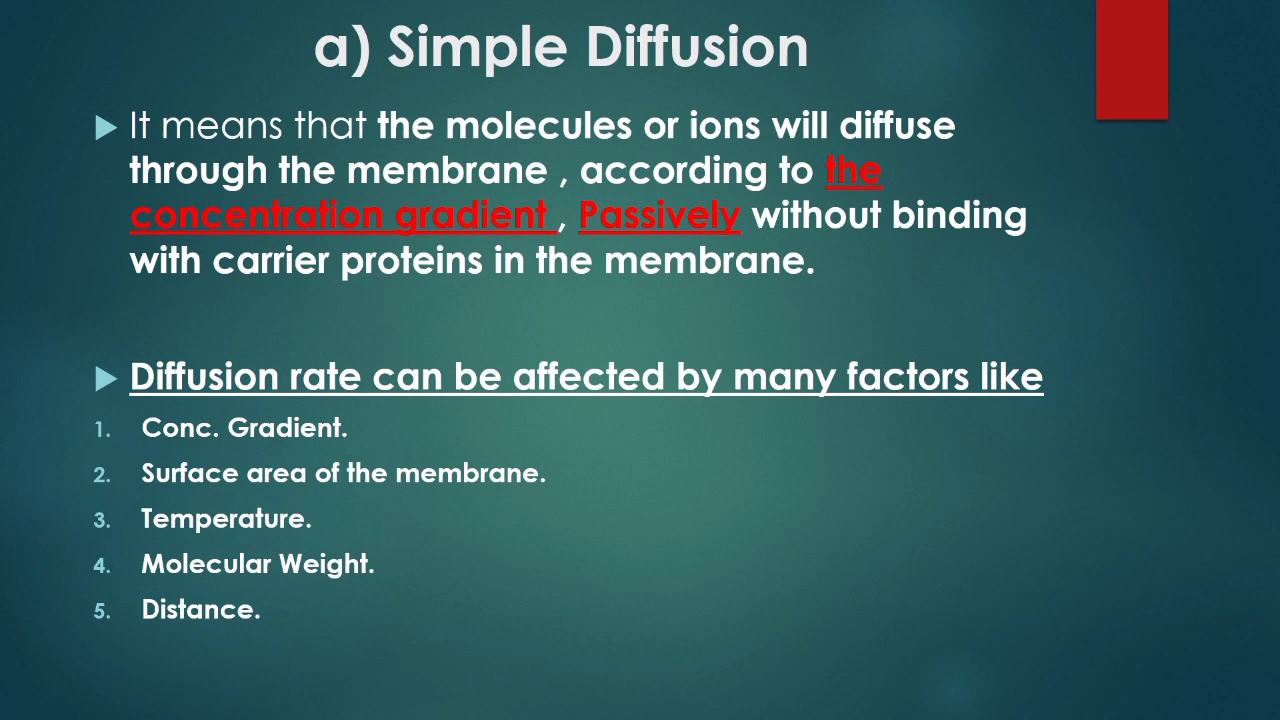 a) Simple Diffusion
It means that the molecules or ions will diffuse
through the membrane , according to the
concentration gradient , Passively without binding
with carrier proteins in the membrane.
Diffusion rate can be affected by many factors like
1. Conc. Gradient.
2. Surface area of the membrane.
3. Temperature.
4. Molecular Weight.
5. Distance.